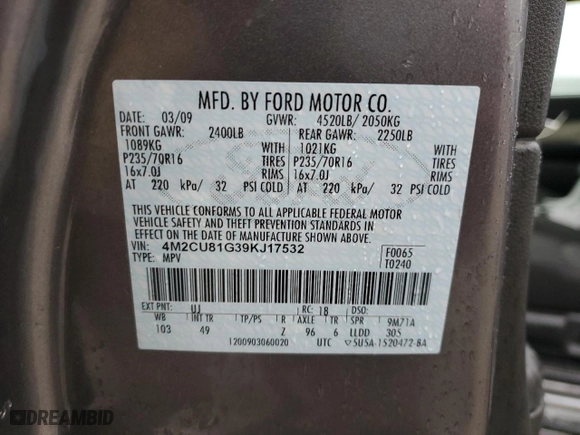 MFD. BY FORD MOTOR CO.
DATE: 03/09 GVWR: 4520LB/ 2050KG
FRONT GAWR: 2400LB REAR GAWR: 2250LB
1089KG WITH 1021KG WITH
P235/70R16 TIRES P235/70R16 TIRES
16x7.0J RIMS 16x7.0J RIMS
AT 220 kPa/ 32 PSI COLD AT 220 kPa/ 32 PSI COLD
THIS VEHICLE CONFORMS TO ALL APPLICABLE FEDERAL MOTOR
VEHICLE SAFETY AND THEFT PREVENTION STANDARDS IN
EFFECT ON THE DATE OF MANUFACTURE SHOWN ABOVE.
VIN: 4M2CU81G39KJ17532 F0065
TYPE: MPV T0240
EXT PNT: UJ RC: 18 DSO:
WB INT TR TP/PS R AXLE TR SPR 9M71A
103 49 Z 96 6 LLDD 305
1200903060020 UTC 5U5A-1520472-BA
DREAMBID